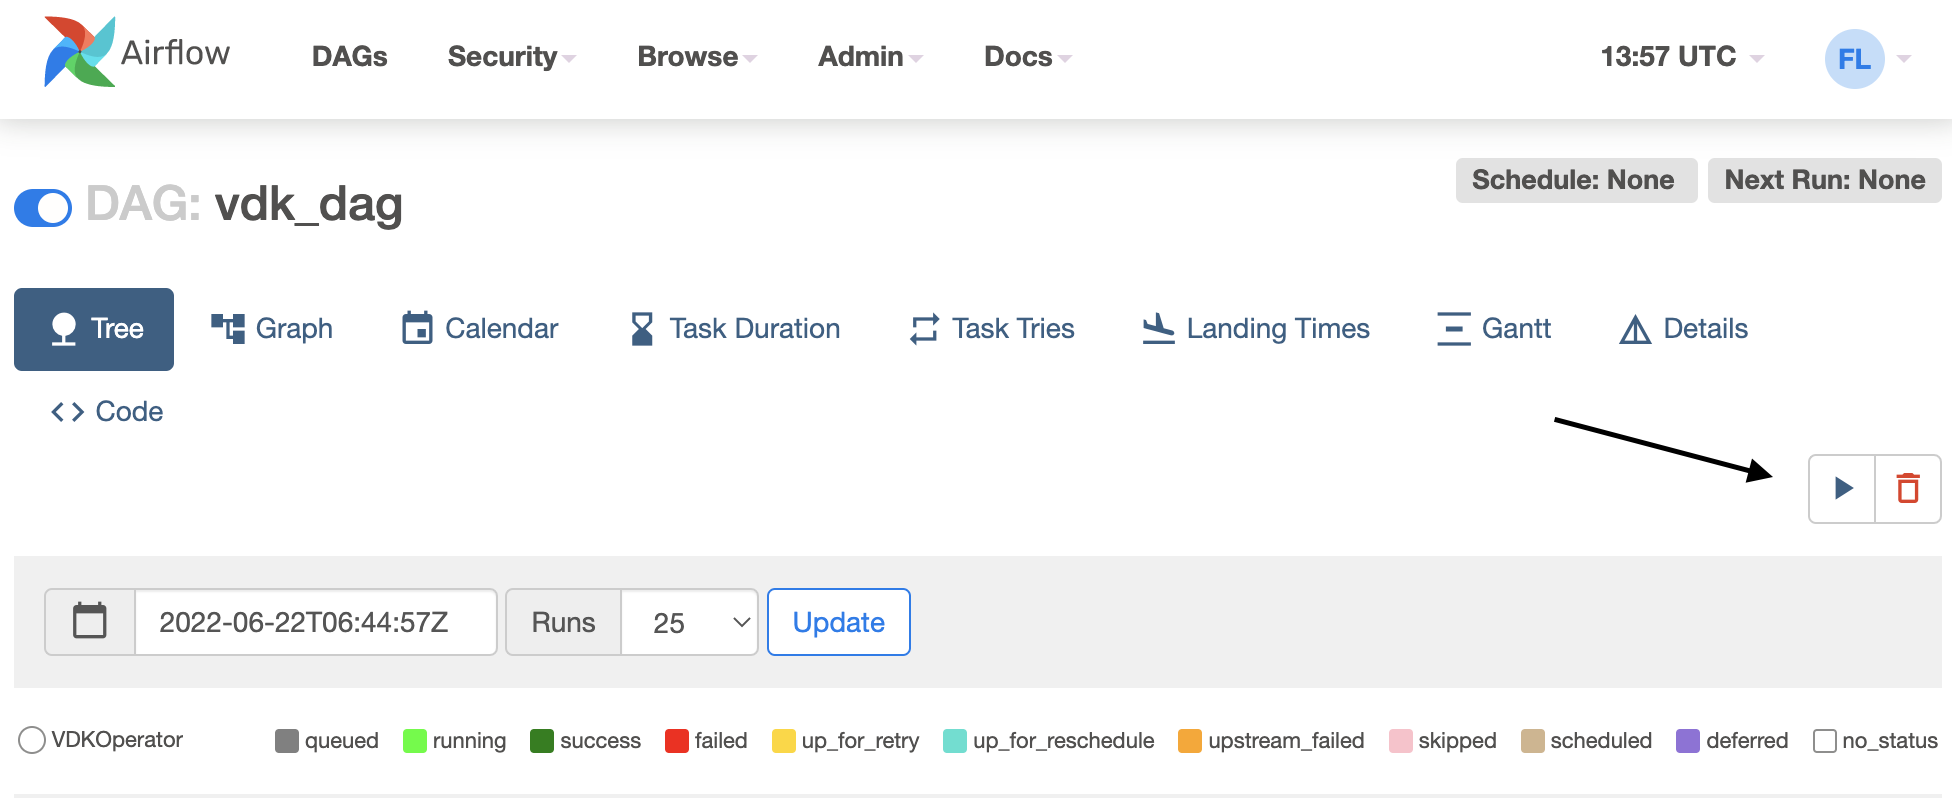 Airflow DAGs Security Browse Admin Docs 13:57 UTC FL
Schedule: None Next Run: None
DAG: vdk_dag
Tree Graph Calendar Task Duration Task Tries Landing Times Gantt Details
Code
2022-06-22T06:44:57Z Runs 25 Update
VDKOperator queued running success failed up_for_retry up_for_reschedule upstream_failed skipped scheduled deferred no_status